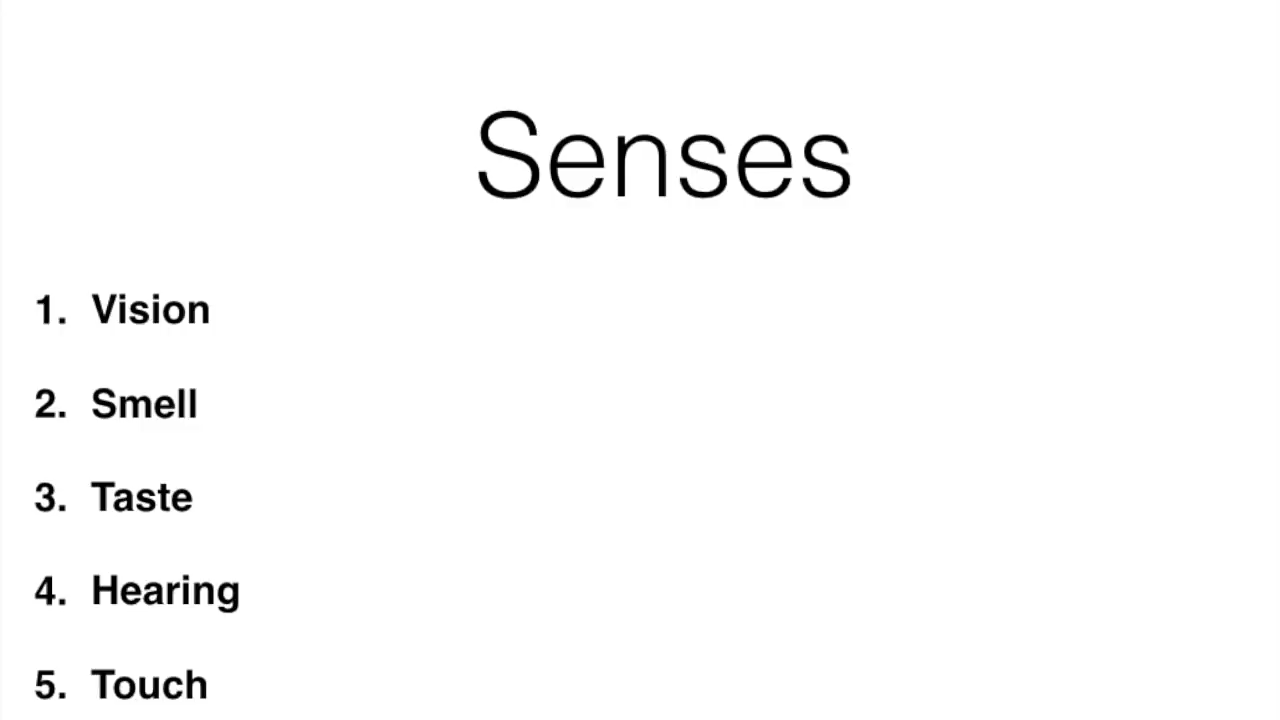 Senses
1. Vision
2. Smell
3. Taste
4. Hearing
5. Touch